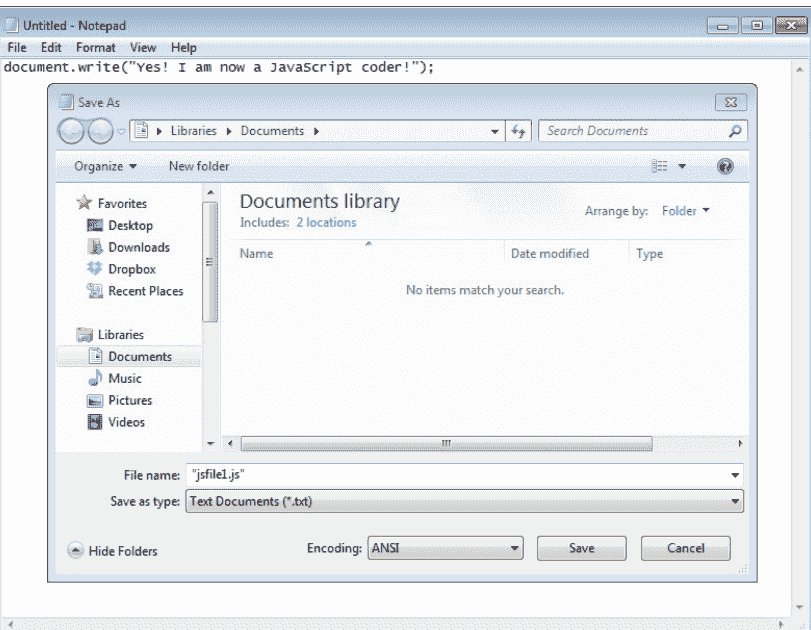 Untitled - Notepad
File Edit Format View Help
document.write("Yes! I am now a JavaScript coder!");
Save As
Libraries Documents
Search Documents
Organize New folder
Favorites
Desktop
Downloads
Dropbox
Recent Places
Libraries
Documents
Music
Pictures
Videos
Documents library
Includes: 2 locations
Arrange by: Folder
Name Date modified Type
No items match your search.
File name: "jsfile1.js"
Save as type: Text Documents (*.txt)
Hide Folders
Encoding: ANSI
Save
Cancel